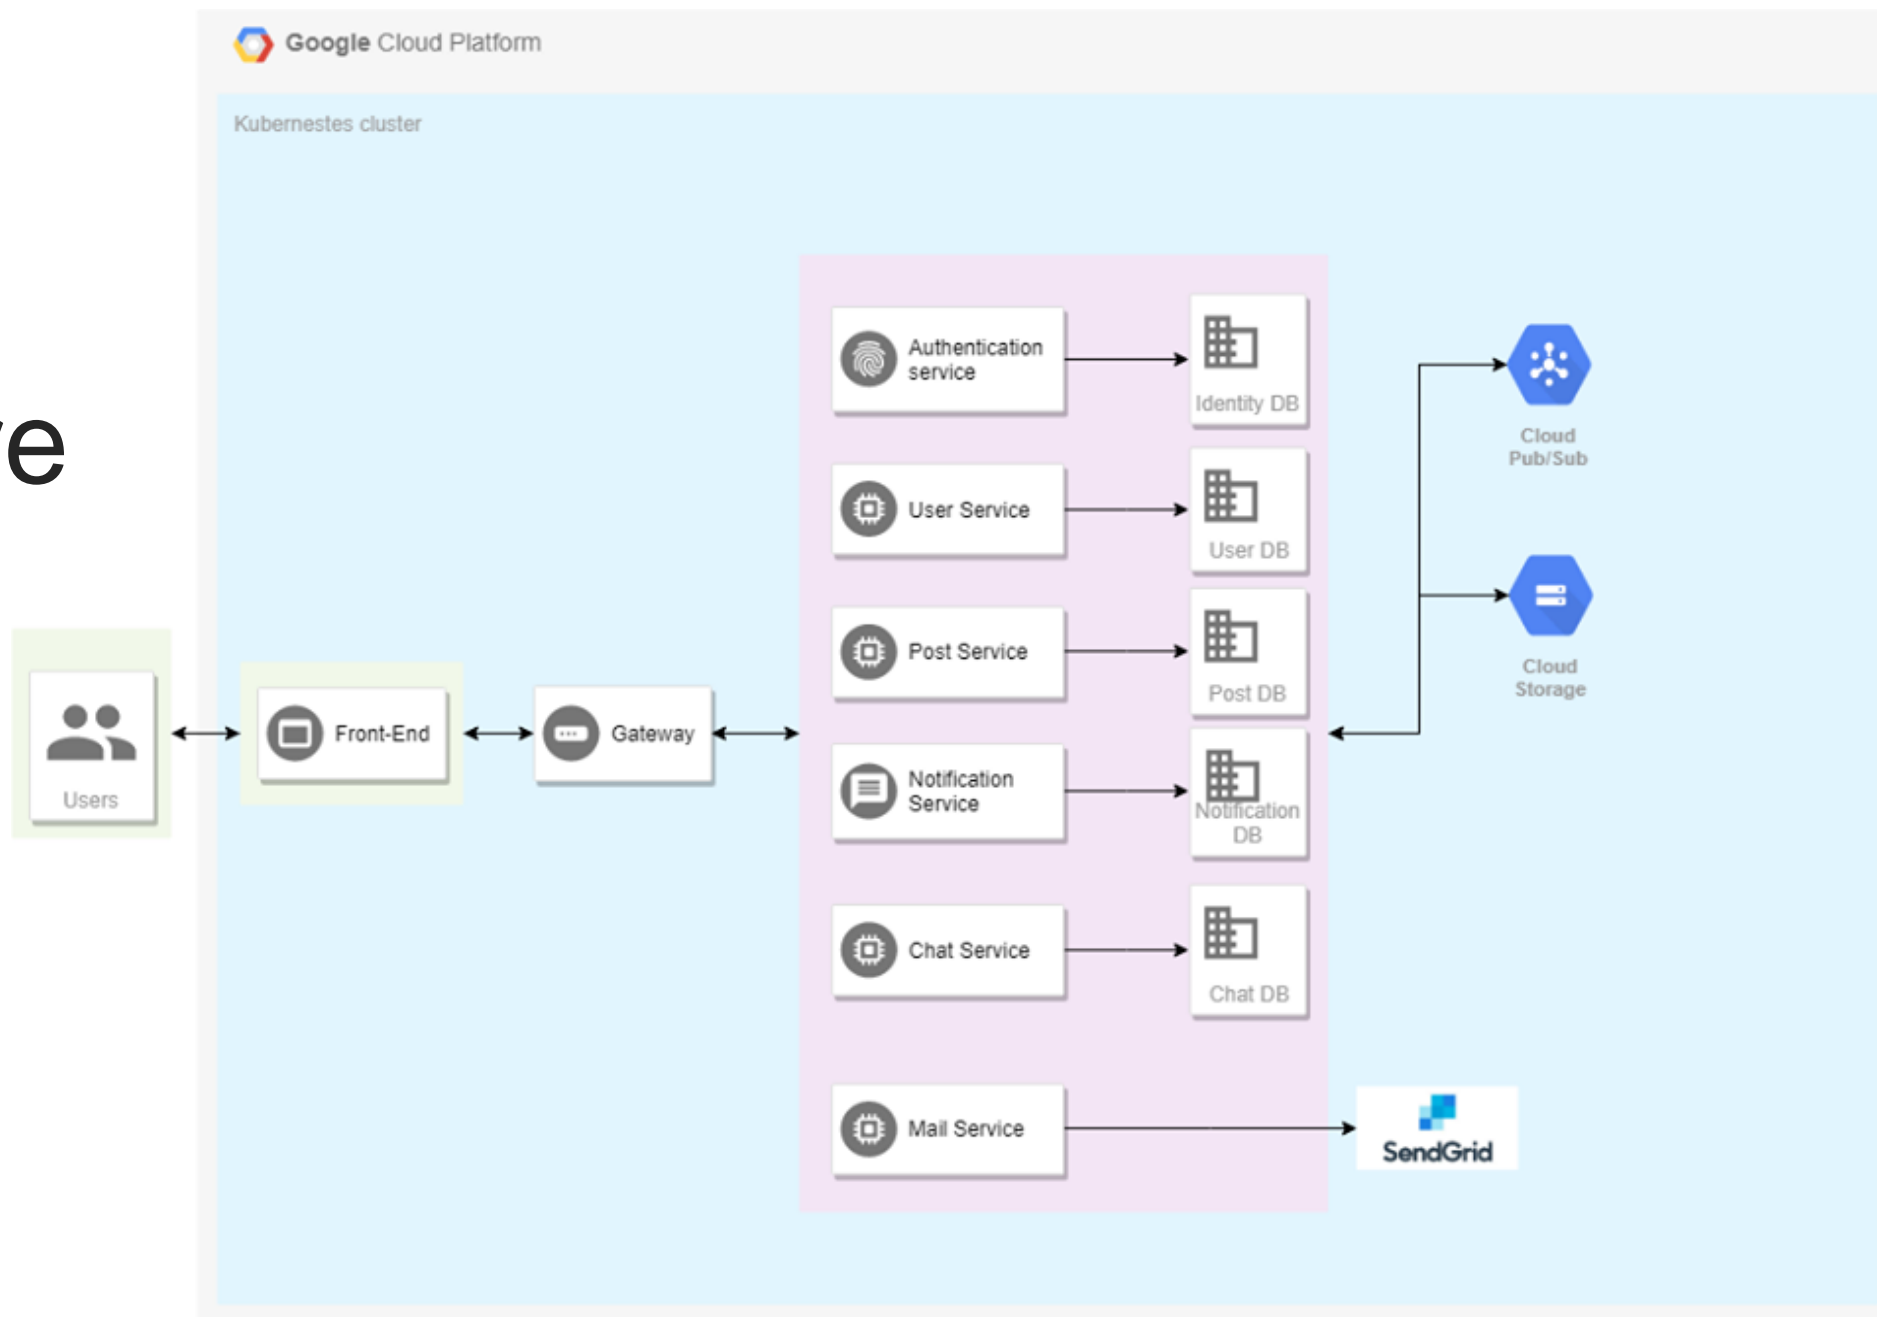 Google Cloud Platform
Kubernestes cluster
Authentication
service
Identity DB
Cloud
Pub/Sub
User Service
User DB
Post Service
Post DB
Cloud
Storage
Users
Front-End
Gateway
Notification
Service
Notification
DB
Chat Service
Chat DB
Mail Service
SendGrid